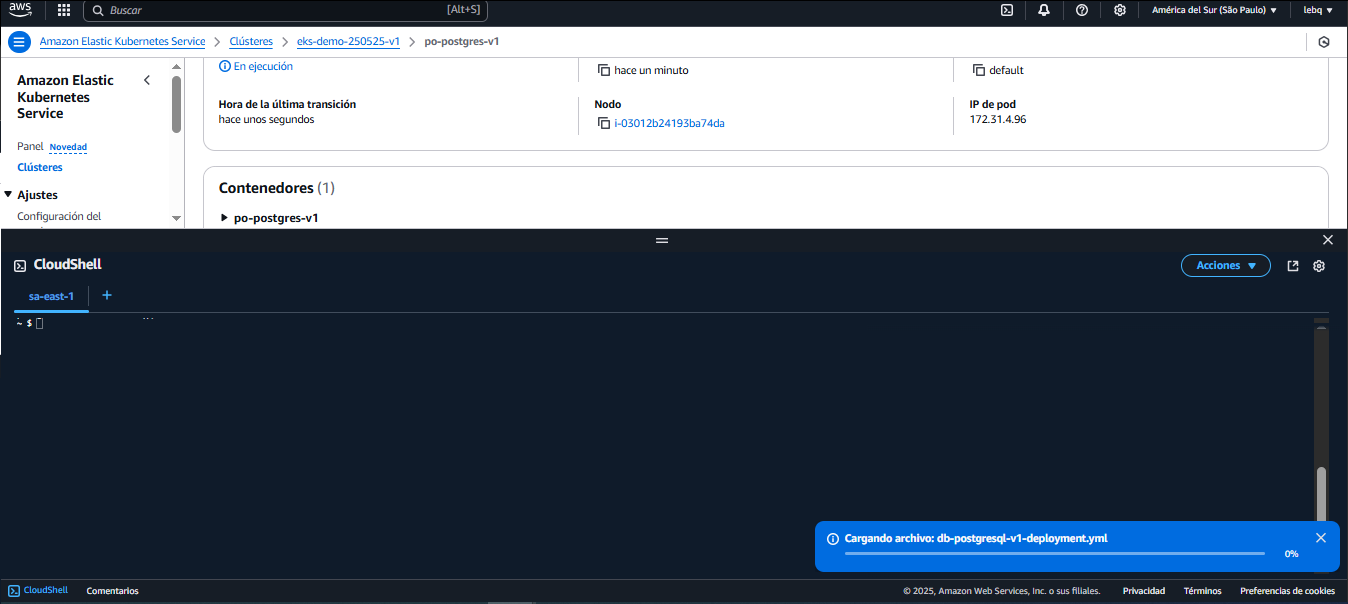 aws
Buscar [Alt+S]
América del Sur (São Paulo) ▼
lebq ▼
Amazon Elastic Kubernetes Service > Clústeres > eks-demo-250525-v1 > po-postgres-v1
Amazon Elastic
Kubernetes
Service
Panel Novedad
Clústeres
Ajustes
Configuración del
En ejecución
hace un minuto
default
Hora de la última transición
hace unos segundos
Nodo
i-03012b24193ba74da
IP de pod
172.31.4.96
Contenedores (1)
po-postgres-v1
CloudShell
Acciones ▼
sa-east-1 +
~ $
Cargando archivo: db-postgresql-v1-deployment.yml
0%
CloudShell Comentarios
© 2025, Amazon Web Services, Inc. o sus filiales. Privacidad Términos Preferencias de cookies